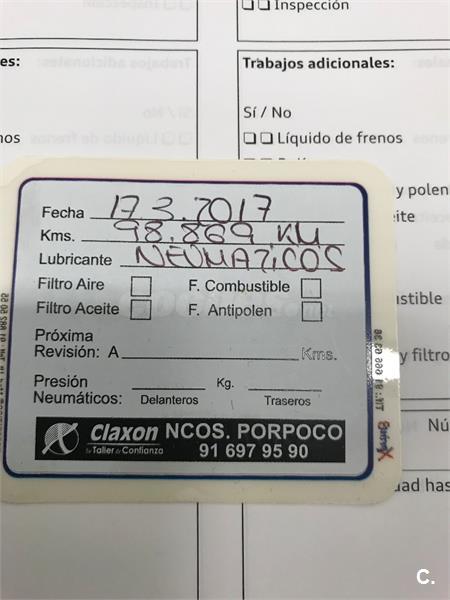 Inspección
es:
Trabajos adicionales:
Sí / No
nos
Líquido de frenos
y polen
Fecha 17 3. 2017
Kms. 98.869 KM
Lubricante NEUMATICOS
Filtro Aire
F. Combustible
Filtro Aceite
F. Antipolen
stible
Próxima
Revisión: A Kms.
y filtro
Presión
Neumáticos: Delanteros Kg. Traseros
Claxon NCOS. PORPOCO
Tu Taller de Confianza 91 697 95 90
Nú
dad has
C.